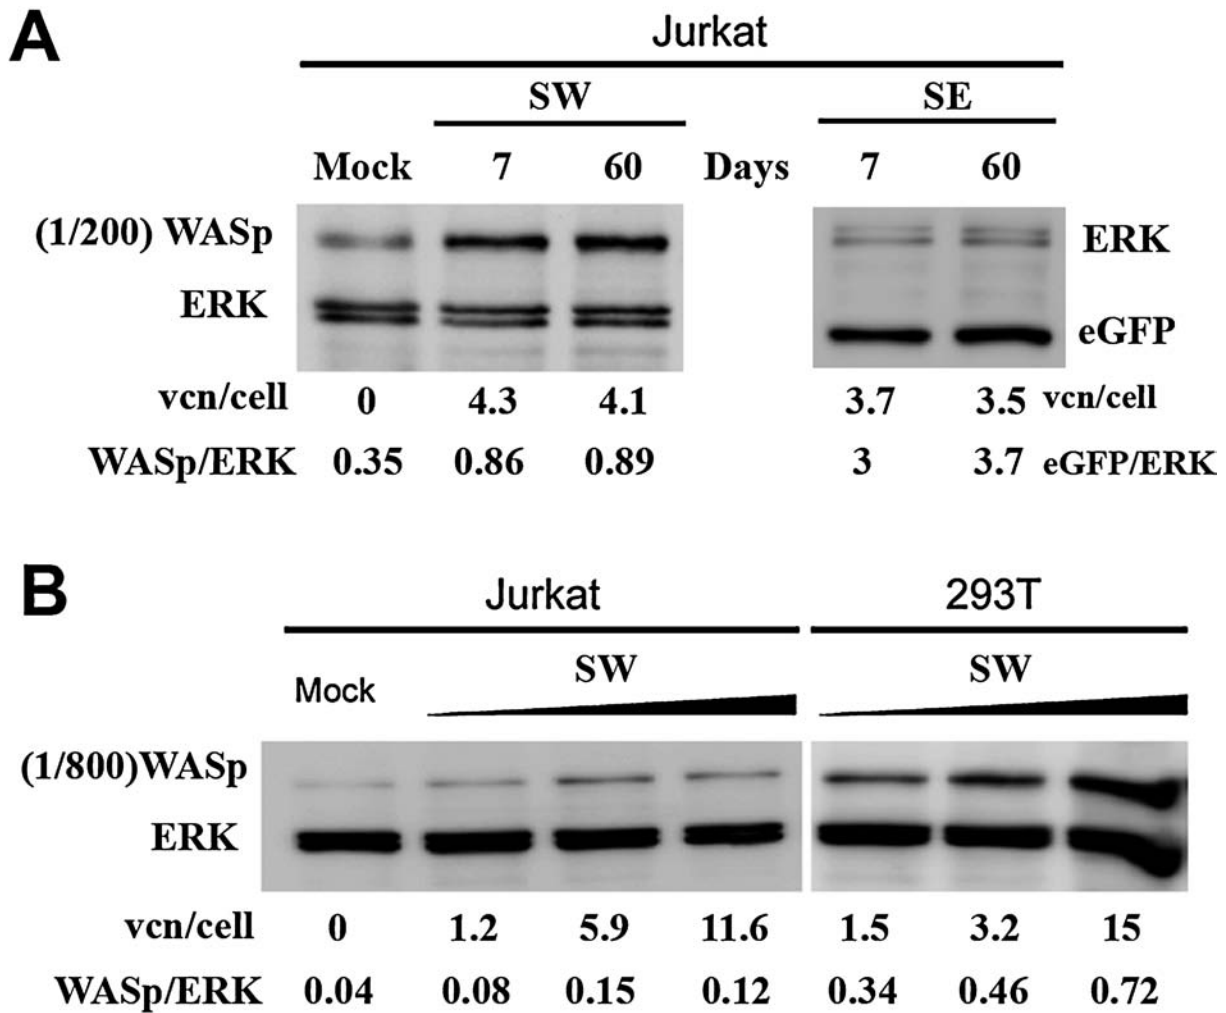 A
Jurkat
SW
SE
Mock 7 60 Days 7 60
(1/200) WASp
ERK
ERK
eGFP
vcn/cell 0 4.3 4.1 3.7 3.5 vcn/cell
WASp/ERK 0.35 0.86 0.89 3 3.7 eGFP/ERK
B
Jurkat 293T
Mock SW SW
(1/800)WASp
ERK
vcn/cell 0 1.2 5.9 11.6 1.5 3.2 15
WASp/ERK 0.04 0.08 0.15 0.12 0.34 0.46 0.72